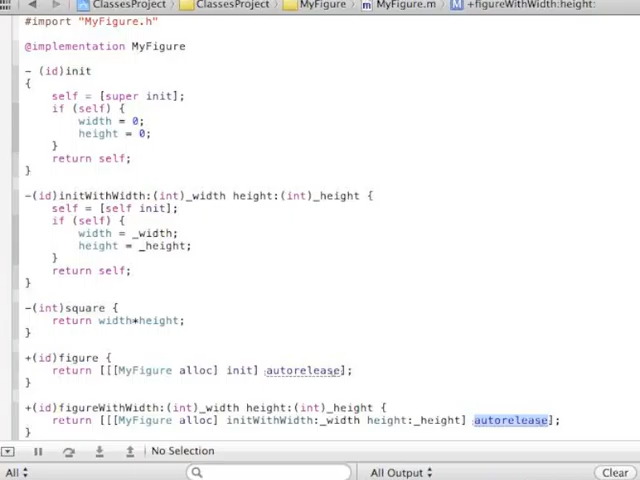 ClassesProject ClassesProject MyFigure MyFigure.m M +figureWithWidth:height:
#import "MyFigure.h"
@implementation MyFigure
- (id)init
{
self = [super init];
if (self) {
width = 0;
height = 0;
}
return self;
}
-(id)initWithWidth:(int)_width height:(int)_height {
self = [self init];
if (self) {
width = _width;
height = _height;
}
return self;
}
-(int)square {
return width*height;
}
+(id)figure {
return [[[MyFigure alloc] init] autorelease];
}
+(id)figureWithWidth:(int)_width height:(int)_height {
return [[[MyFigure alloc] initWithWidth:_width height:_height] autorelease];
}
No Selection
All All Output Clear